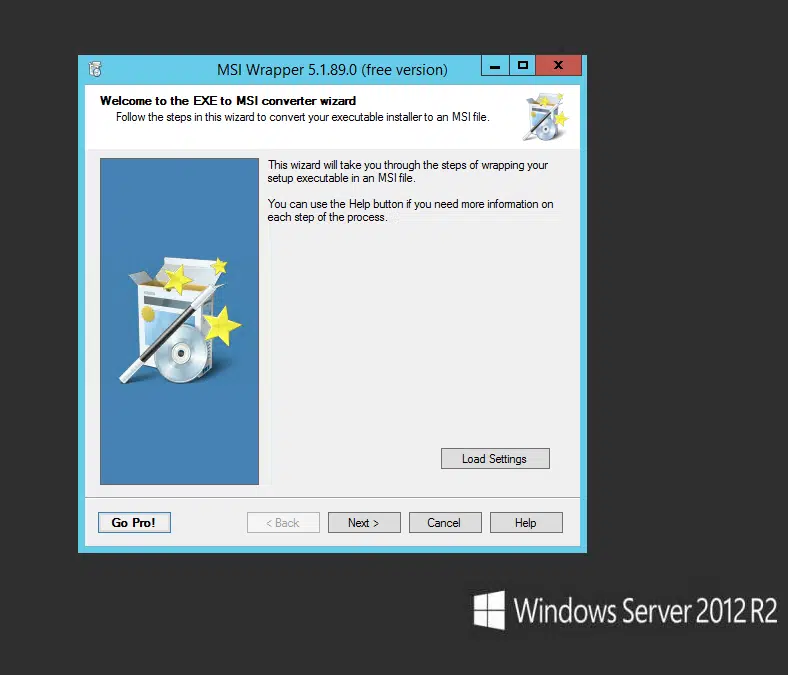 MSI Wrapper 5.1.89.0 (free version)
Welcome to the EXE to MSI converter wizard
Follow the steps in this wizard to convert your executable installer to an MSI file.
This wizard will take you through the steps of wrapping your
setup executable in an MSI file.
You can use the Help button if you need more information on
each step of the process.
Load Settings
Go Pro!
< Back
Next >
Cancel
Help
Windows Server 2012 R2